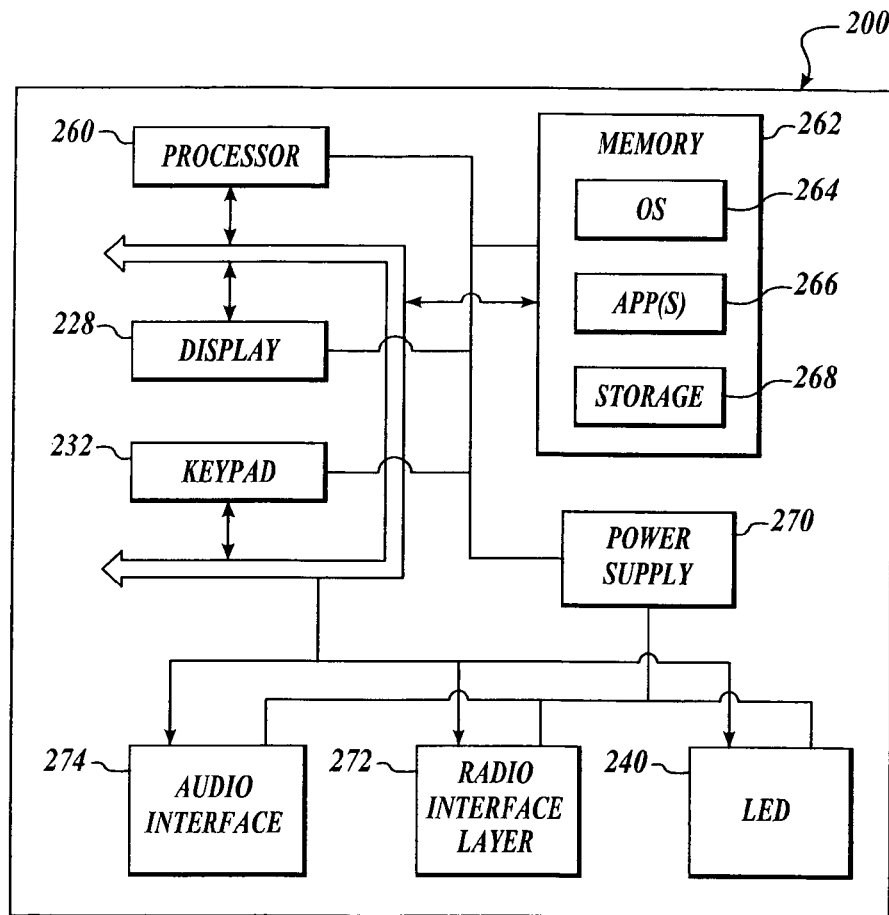 200
260
PROCESSOR
MEMORY
262
OS
264
APP(S)
266
228
DISPLAY
STORAGE
268
232
KEYPAD
POWER
SUPPLY
270
274
AUDIO
INTERFACE
272
RADIO
INTERFACE
LAYER
240
LED